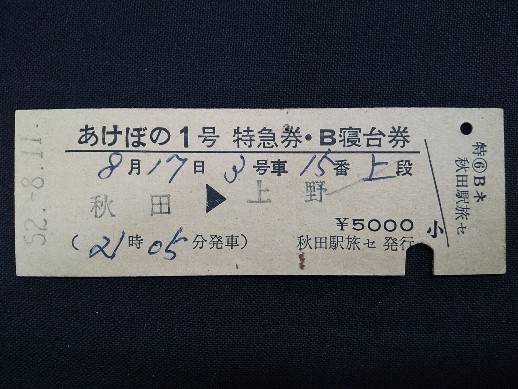 あけぼの1号 特急券・B寝台券
8月17日 3号車 15番 上段
秋田 ▶ 上野
¥5000
(21時05分発車) 秋田駅旅セ 発行
小
特⑥Bネ
秋田駅旅セ
52.-8.11.